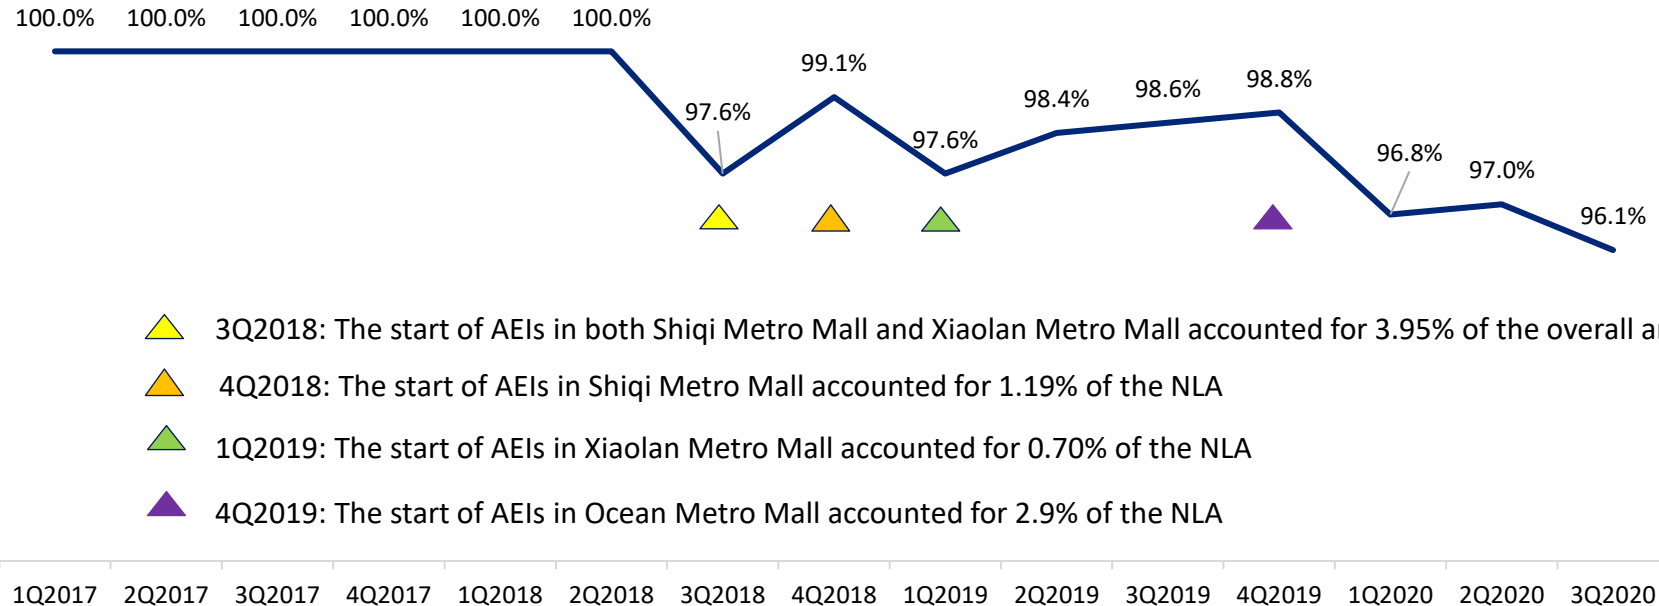 100.0% 100.0% 100.0% 100.0% 100.0% 100.0%
99.1%
98.8%
98.6%
98.4%
97.6%
97.6%
96.8%
97.0%
96.1%
3Q2018: The start of AEIs in both Shiqi Metro Mall and Xiaolan Metro Mall accounted for 3.95% of the overall
4Q2018: The start of AEIs in Shiqi Metro Mall accounted for 1.19% of the NLA
1Q2019: The start of AEIs in Xiaolan Metro Mall accounted for 0.70% of the NLA
4Q2019: The start of AEIs in Ocean Metro Mall accounted for 2.9% of the NLA
1Q2017 2Q2017 3Q2017 4Q2017 1Q2018 2Q2018 3Q2018 4Q2018 1Q2019 2Q2019 3Q2019 4Q2019 1Q2020 2Q2020 3Q2020